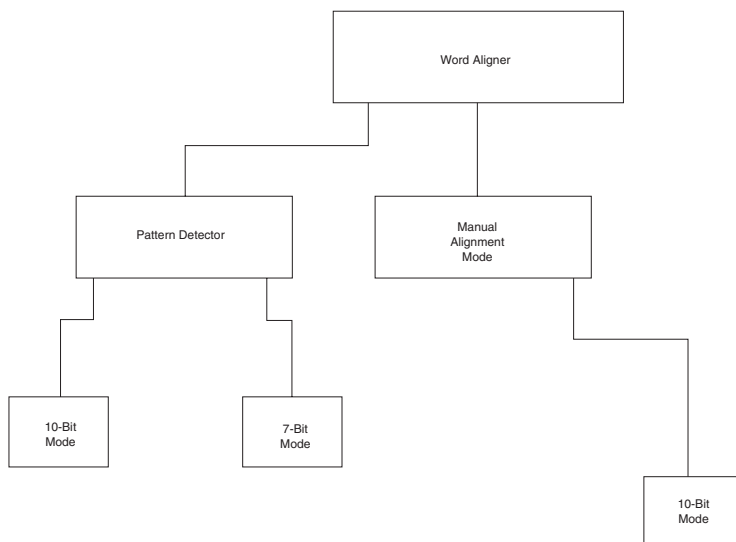 Word Aligner
Pattern Detector
Manual
Alignment
Mode
10-Bit
Mode
7-Bit
Mode
10-Bit
Mode